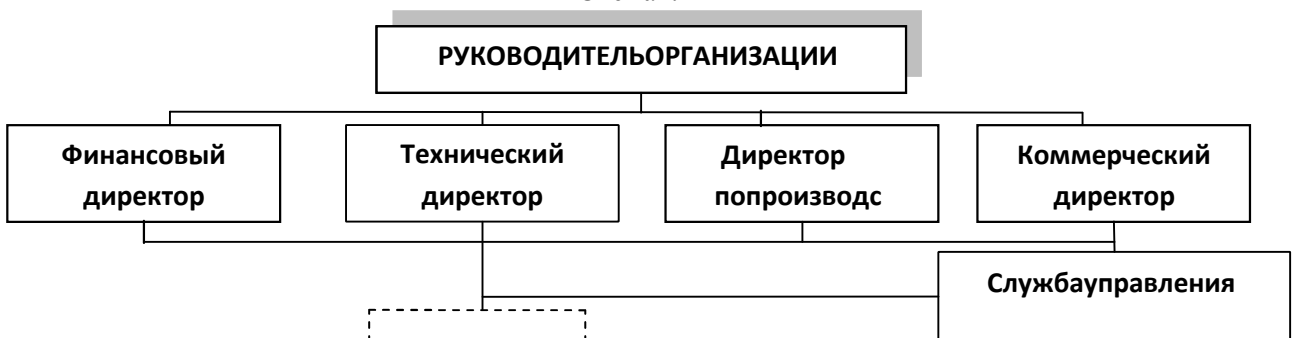 РУКОВОДИТЕЛЬОРГАНИЗАЦИИ
Финансовый
директор
Технический
директор
Директор
попроизводс
Коммерческий
директор
Службауправления